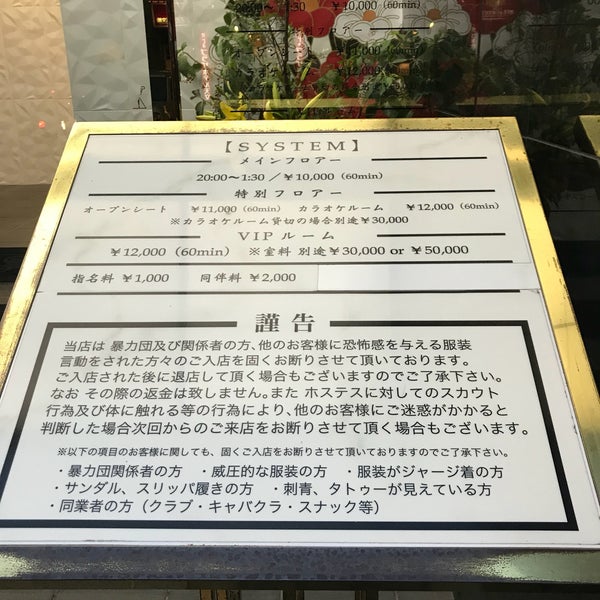 20:00〜1:30 ¥10,000 (60min)
特別フロアー
¥11,000 (60min)
¥12,000
【SYSTEM】
メインフロアー
20:00〜1:30 / ¥10,000 (60min)
特別フロアー
オープンシート ¥11,000 (60min) カラオケルーム ¥12,000 (60min)
※カラオケルーム貸切の場合別途¥30,000
VIP ルーム
¥12,000 (60min) ※室料 別途¥30,000 or ¥50,000
指名料 ¥1,000 同伴料 ¥2,000
謹告
当店は 暴力団及び関係者の方、他のお客様に恐怖感を与える服装
言動をされた方々のご入店を固くお断りさせて頂いております。
ご入店された後に退店して頂く場合もございますのでご了承下さい。
なお その際の返金は致しません。また ホステスに対してのスカウト
行為及び体に触れる等の行為により、他のお客様にご迷惑がかかると
判断した場合次回からのご来店をお断りさせて頂く場合もございます。
※以下の項目のお客様に関しても、固くご入店をお断りさせて頂いておりますのでご了承下さい。
・暴力団関係者の方 ・威圧的な服装の方 ・服装がジャージ着の方
・サンダル、スリッパ履きの方 ・刺青、タトゥーが見えている方
・同業者の方（クラブ・キャバクラ・スナック等）